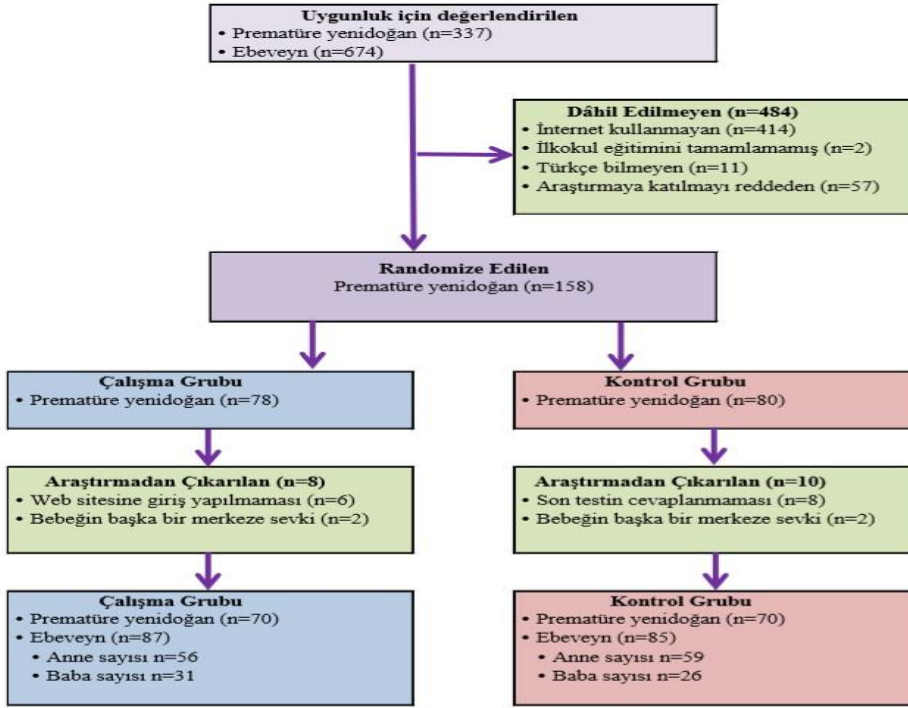 Uygunluk için değerlendirilen
• Prematüre yenidoğan (n=337)
• Ebeveyn (n=674)
Dâhil Edilmeyen (n=484)
• İnternet kullanmayan (n=414)
• İlkokul eğitimini tamamlamamış (n=2)
• Türkçe bilmeyen (n=11)
• Araştırmaya katılmayı reddeden (n=57)
Randomize Edilen
Prematüre yenidoğan (n=158)
Çalışma Grubu
• Prematüre yenidoğan (n=78)
Kontrol Grubu
• Prematüre yenidoğan (n=80)
Araştırmadan Çıkarılan (n=8)
• Web sitesine giriş yapılmaması (n=6)
• Bebeğin başka bir merkeze sevki (n=2)
Araştırmadan Çıkarılan (n=10)
• Son testin cevaplanmaması (n=8)
• Bebeğin başka bir merkeze sevki (n=2)
Çalışma Grubu
• Prematüre yenidoğan (n=70)
• Ebeveyn (n=87)
• Anne sayısı n=56
• Baba sayısı n=31
Kontrol Grubu
• Prematüre yenidoğan (n=70)
• Ebeveyn (n=85)
• Anne sayısı n=59
• Baba sayısı n=26